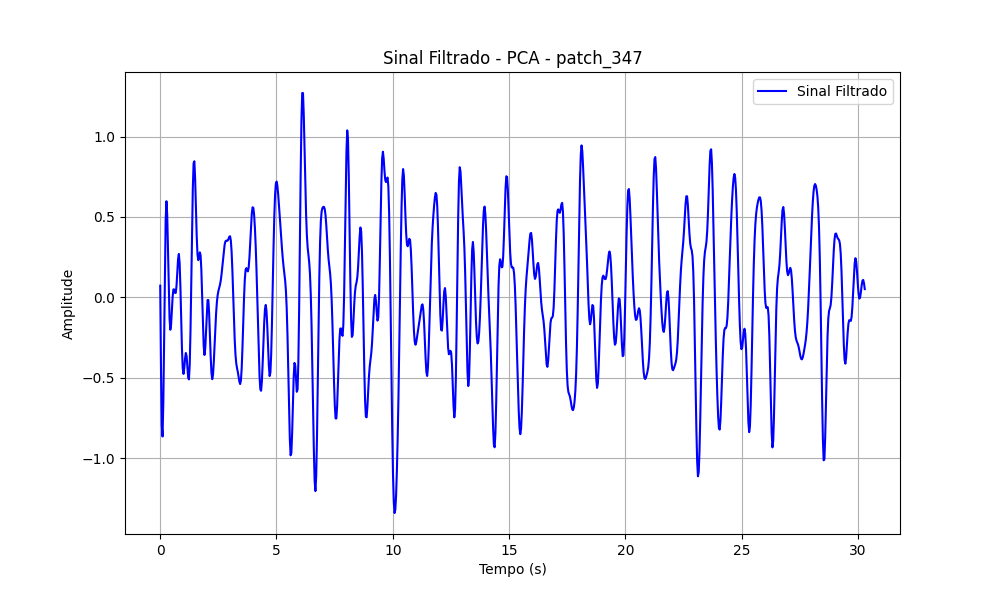 Sinal Filtrado - PCA - patch_347
Sinal Filtrado
Amplitude
1.0
0.5
0.0
−0.5
−1.0
0 5 10 15 20 25 30
Tempo (s)